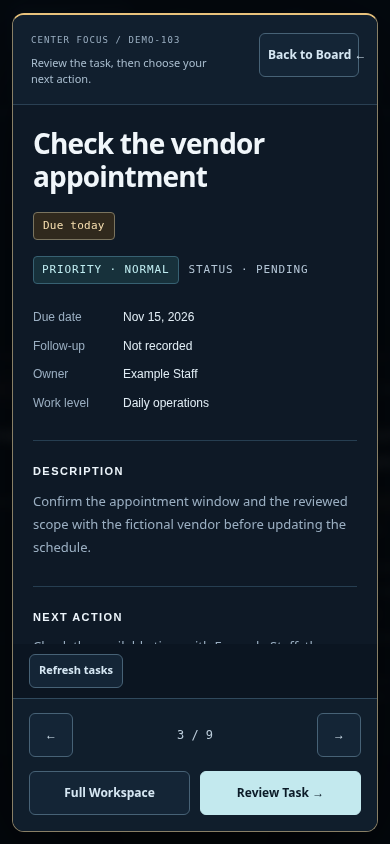 CENTER FOCUS / DEMO-103
Review the task, then choose your
next action.
Back to Board ←
Check the vendor
appointment
Due today
PRIORITY · NORMAL STATUS · PENDING
Due date Nov 15, 2026
Follow-up Not recorded
Owner Example Staff
Work level Daily operations
DESCRIPTION
Confirm the appointment window and the reviewed
scope with the fictional vendor before updating the
schedule.
NEXT ACTION
Refresh tasks
← 3 / 9 →
Full Workspace Review Task →